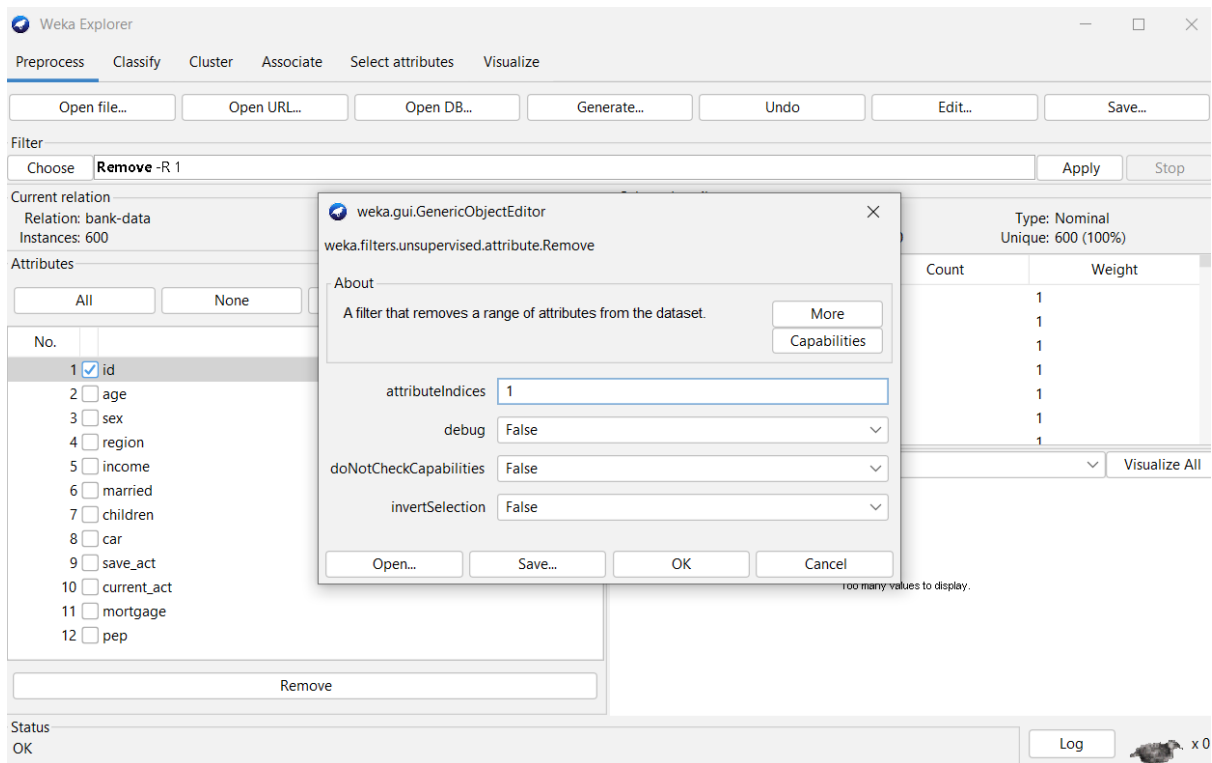 Weka Explorer
Preprocess Classify Cluster Associate Select attributes Visualize
Open file... Open URL... Open DB... Generate... Undo Edit... Save...
Filter
Choose Remove -R 1 Apply Stop
Current relation
Relation: bank-data
Instances: 600
Type: Nominal
Unique: 600 (100%)
Attributes
All None
No.
1 id
2 age
3 sex
4 region
5 income
6 married
7 children
8 car
9 save_act
10 current_act
11 mortgage
12 pep
Remove
weka.gui.GenericObjectEditor
weka.filters.unsupervised.attribute.Remove
About
A filter that removes a range of attributes from the dataset.
More
Capabilities
attributeIndices 1
debug False
doNotCheckCapabilities False
invertSelection False
Open... Save... OK Cancel
Count Weight
1
1
1
1
1
1
1
Visualize All
Too many values to display.
Status
OK
Log x 0